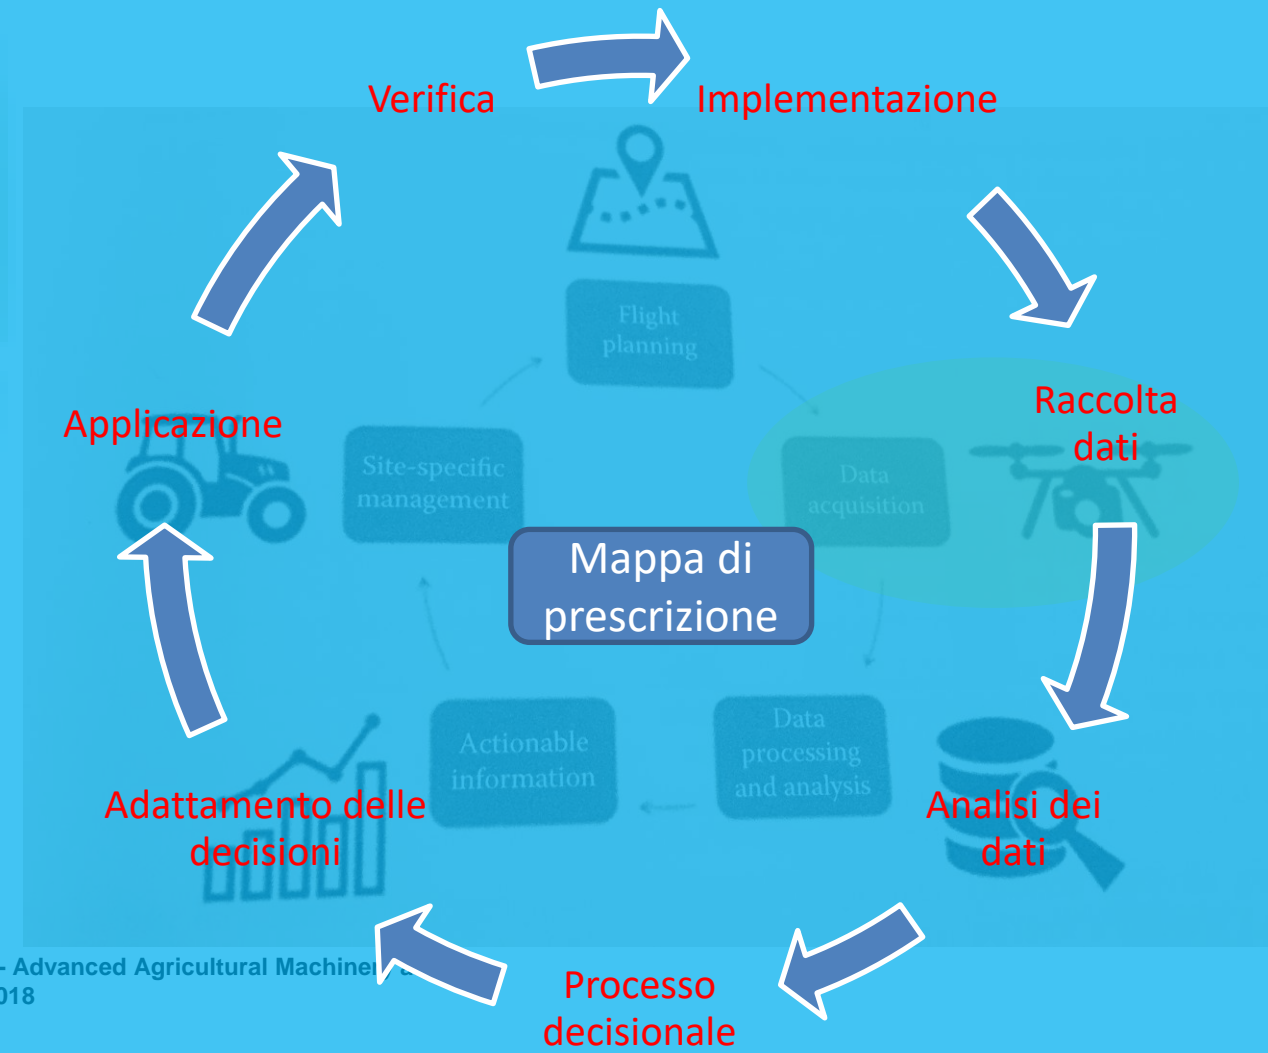 Verifica
Implementazione
Flight
planning
Raccolta
dati
Applicazione
Site-specific
management
Data
acquisition
Mappa di
prescrizione
Actionable
information
Data
processing
and analysis
Adattamento delle
decisioni
Analisi dei
dati
- Advanced Agricultural
018
Processo
decisionale